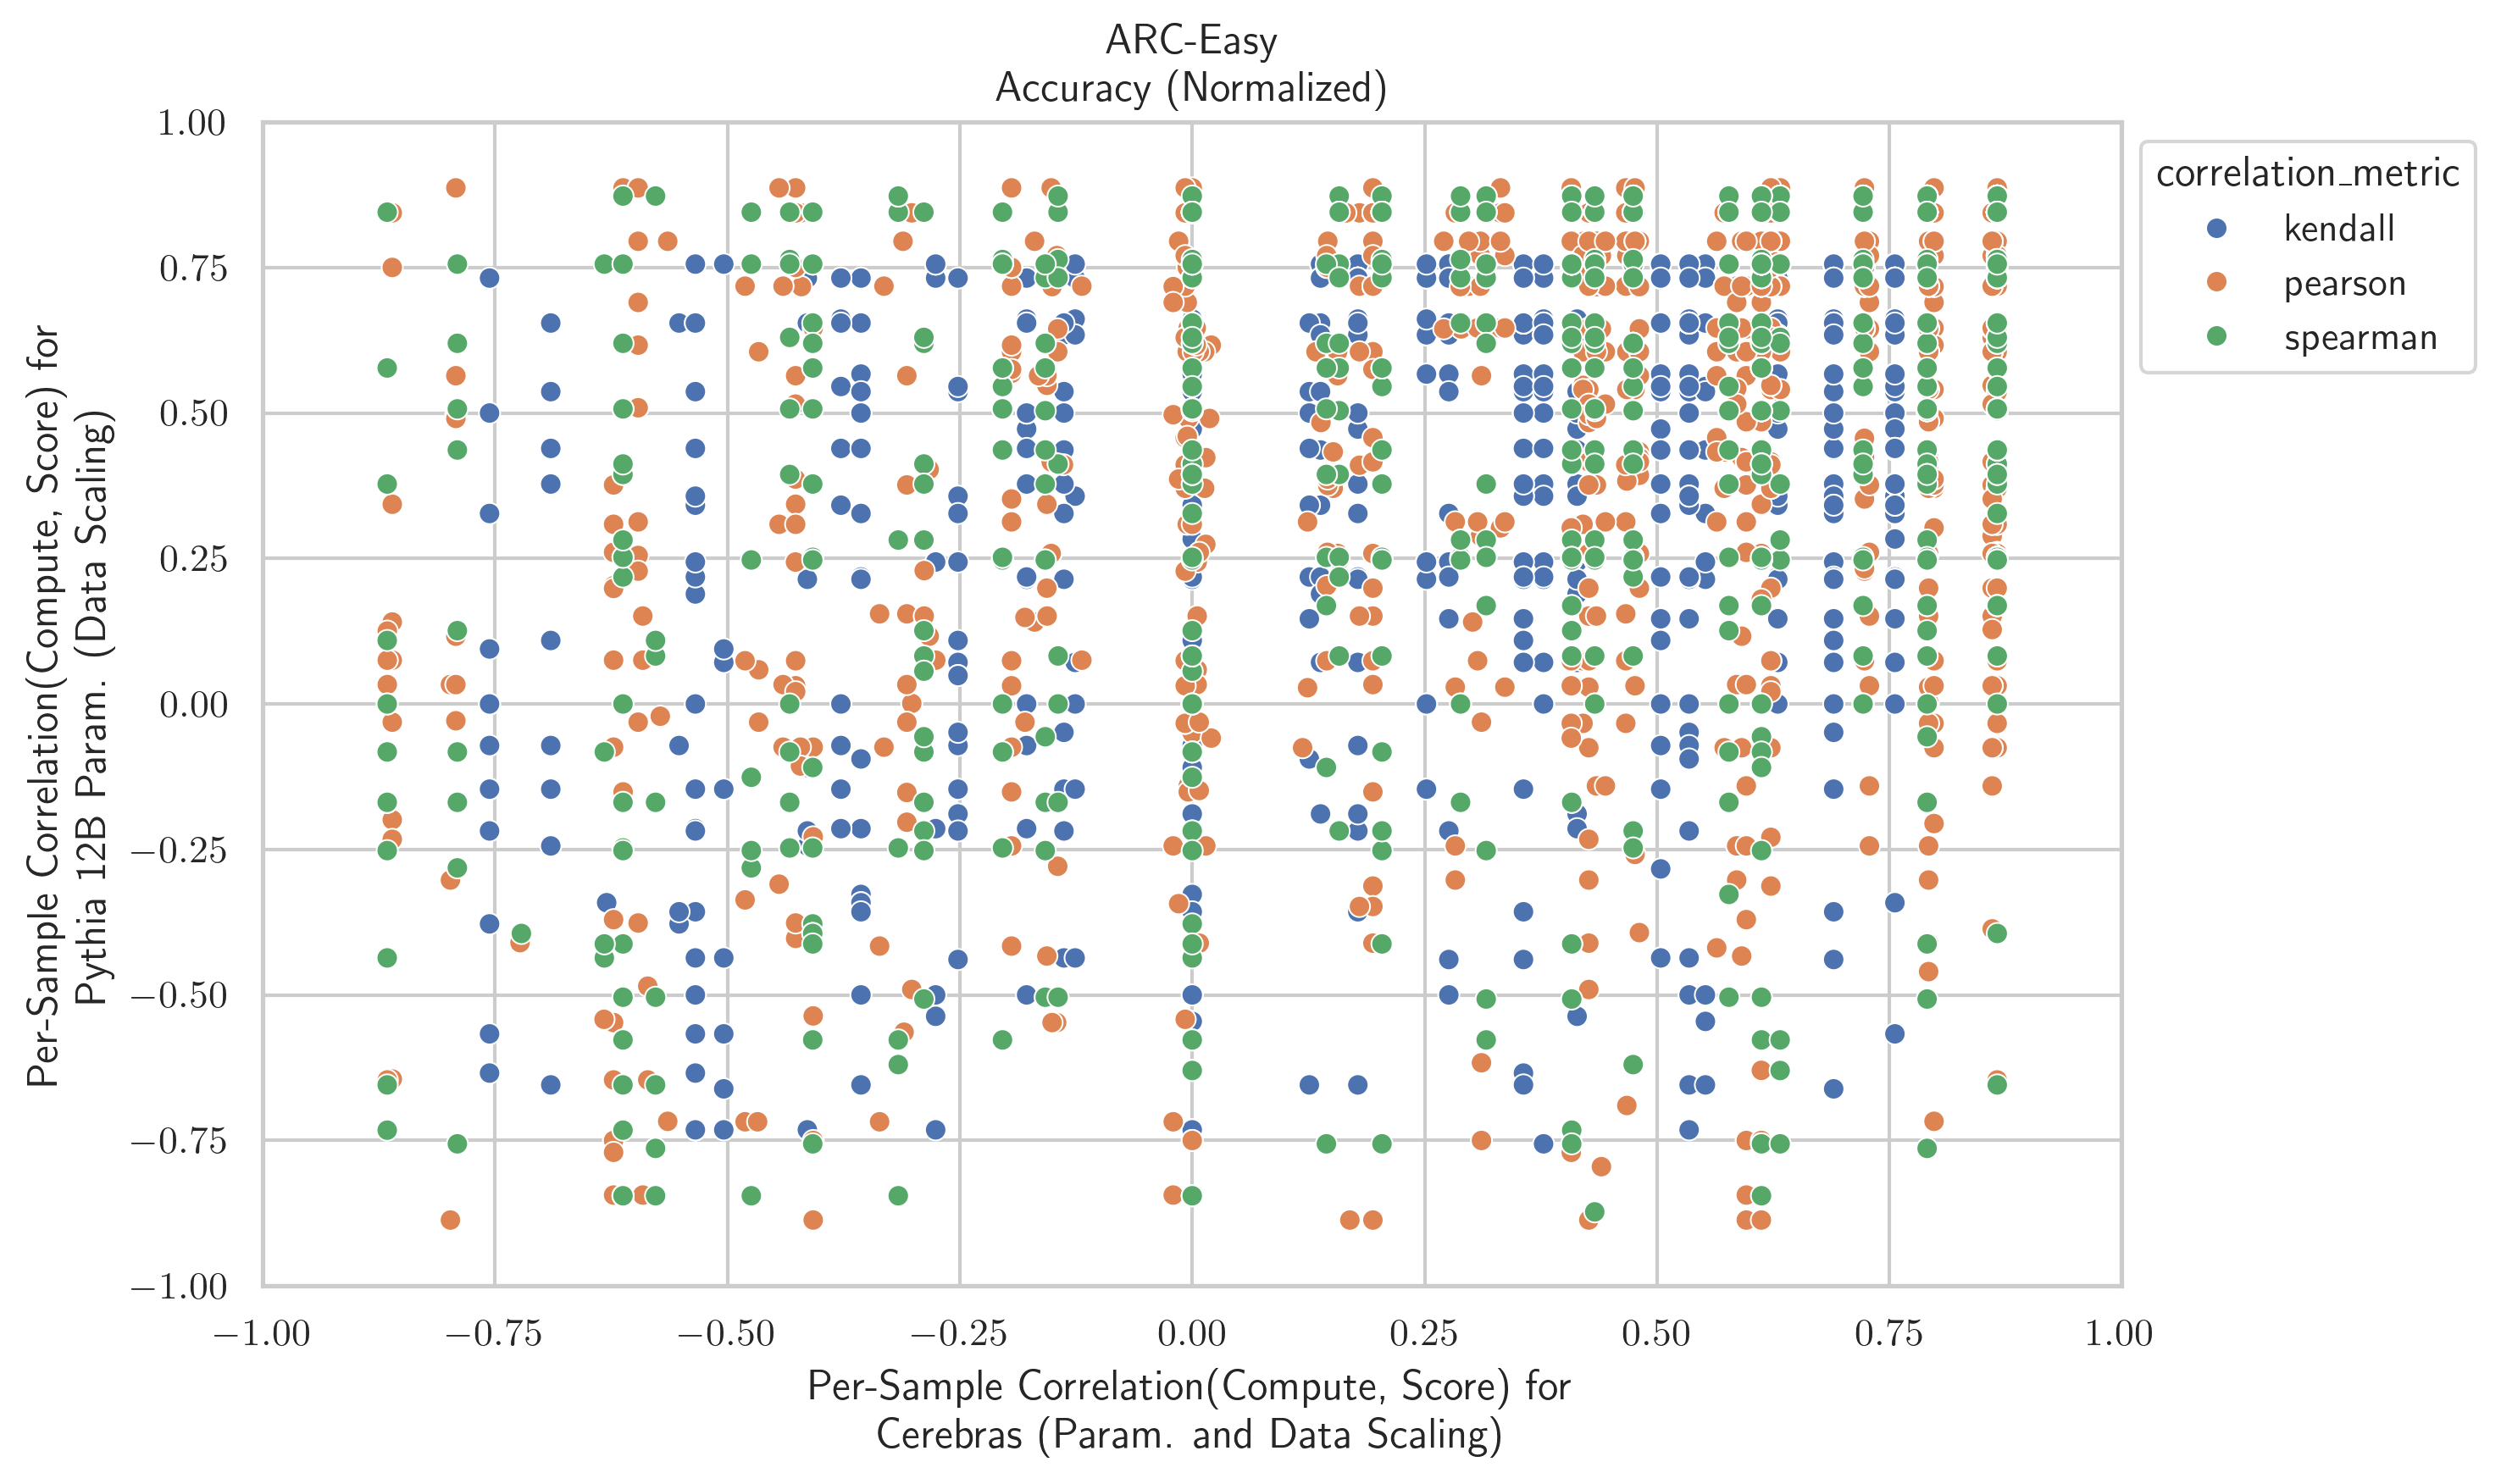 ARC-Easy
Accuracy (Normalized)
Per-Sample Correlation(Compute, Score) for
Pythia 12B Param. (Data Scaling)
1.00
0.75
0.50
0.25
0.00
−0.25
−0.50
−0.75
−1.00
−1.00
−0.75
−0.50
−0.25
0.00
0.25
0.50
0.75
1.00
Per-Sample Correlation(Compute, Score) for
Cerebras (Param. and Data Scaling)
correlation_metric
kendall
pearson
spearman